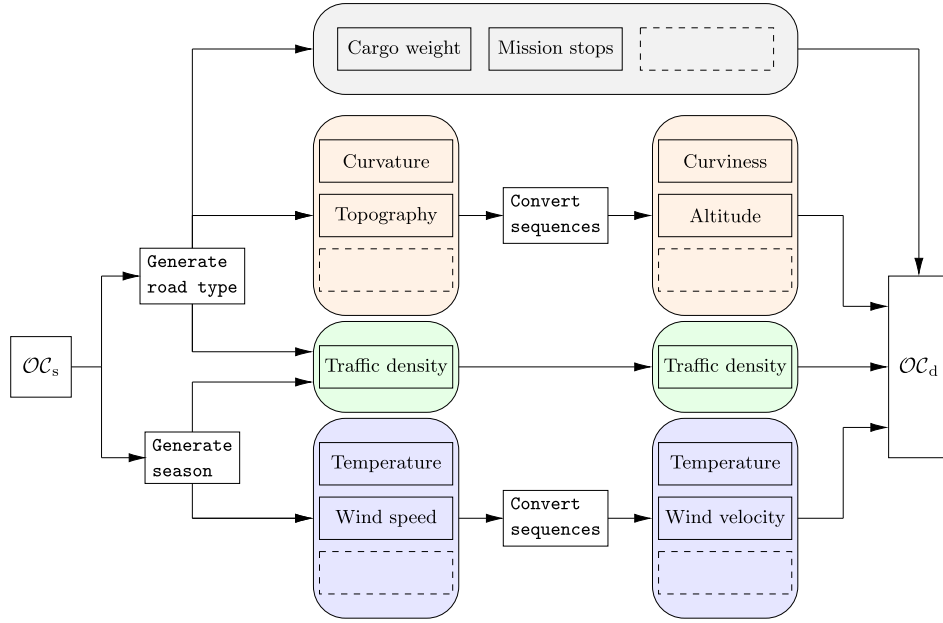 Cargo weight
Mission stops
Curvature
Topography
Convert
sequences
Curviness
Altitude
Generate
road type
𝒪𝒞s
Traffic density
Traffic density
𝒪𝒞d
Generate
season
Temperature
Wind speed
Convert
sequences
Temperature
Wind velocity